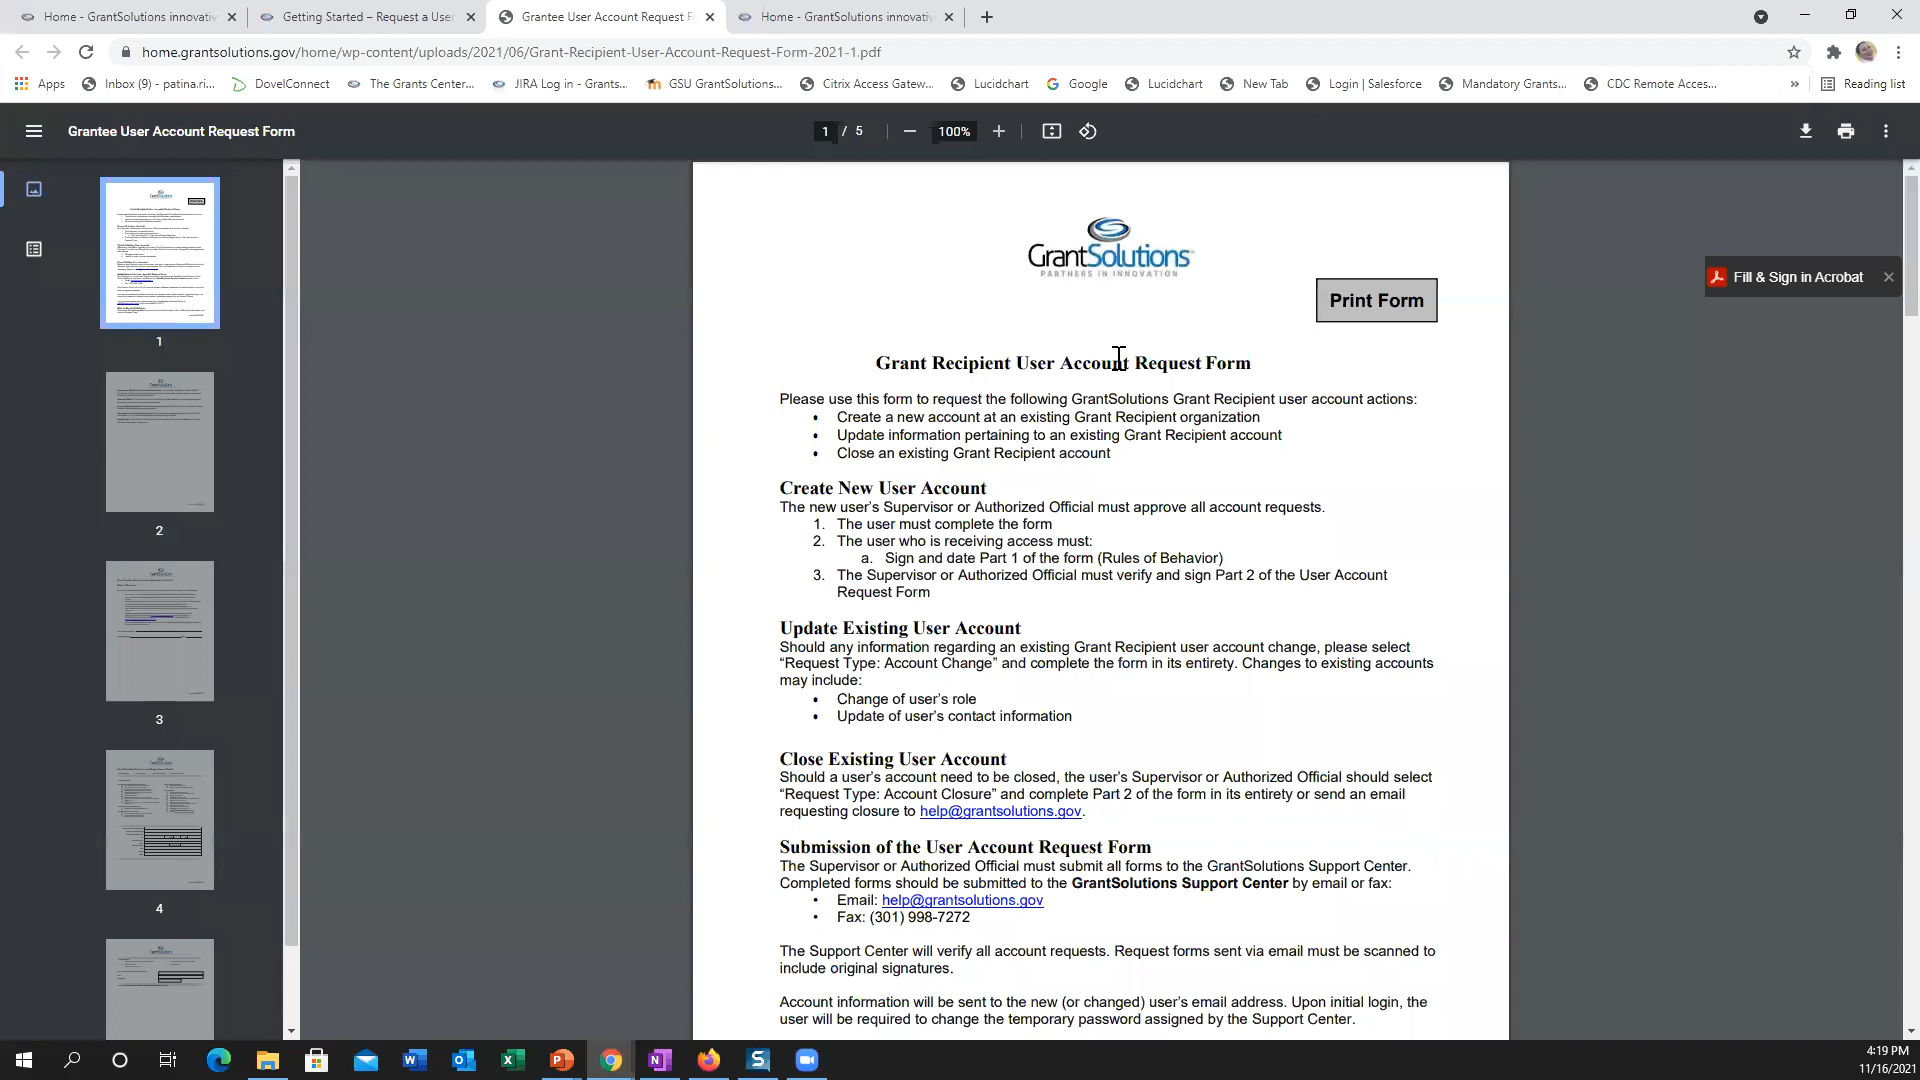 Home - GrantSolutions innovativ
Getting Started – Request a User
Grantee User Account Request F
Home - GrantSolutions innovativ
home.grantsolutions.gov/home/wp-content/uploads/2021/06/Grant-Recipient-User-Account-Request-Form-2021-1.pdf
Apps
Inbox (9) - patina.ri...
DovelConnect
The Grants Center...
JIRA Log in - Grants...
GSU GrantSolutions...
Citrix Access Gatew...
Lucidchart
Google
Lucidchart
New Tab
Login | Salesforce
Mandatory Grants...
CDC Remote Acces...
»
Reading list
Grantee User Account Request Form
1 / 5
100%
1
2
3
4
GrantSolutions
PARTNERS IN INNOVATION
Print Form
Fill & Sign in Acrobat
Grant Recipient User Account Request Form
Please use this form to request the following GrantSolutions Grant Recipient user account actions:
• Create a new account at an existing Grant Recipient organization
• Update information pertaining to an existing Grant Recipient account
• Close an existing Grant Recipient account
Create New User Account
The new user’s Supervisor or Authorized Official must approve all account requests.
1. The user must complete the form
2. The user who is receiving access must:
a. Sign and date Part 1 of the form (Rules of Behavior)
3. The Supervisor or Authorized Official must verify and sign Part 2 of the User Account
Request Form
Update Existing User Account
Should any information regarding an existing Grant Recipient user account change, please select
“Request Type: Account Change” and complete the form in its entirety. Changes to existing accounts
may include:
• Change of user’s role
• Update of user’s contact information
Close Existing User Account
Should a user’s account need to be closed, the user’s Supervisor or Authorized Official should select
“Request Type: Account Closure” and complete Part 2 of the form in its entirety or send an email
requesting closure to help@grantsolutions.gov.
Submission of the User Account Request Form
The Supervisor or Authorized Official must submit all forms to the GrantSolutions Support Center.
Completed forms should be submitted to the GrantSolutions Support Center by email or fax:
• Email: help@grantsolutions.gov
• Fax: (301) 998-7272
The Support Center will verify all account requests. Request forms sent via email must be scanned to
include original signatures.
Account information will be sent to the new (or changed) user’s email address. Upon initial login, the
user will be required to change the temporary password assigned by the Support Center.
4:19 PM
11/16/2021